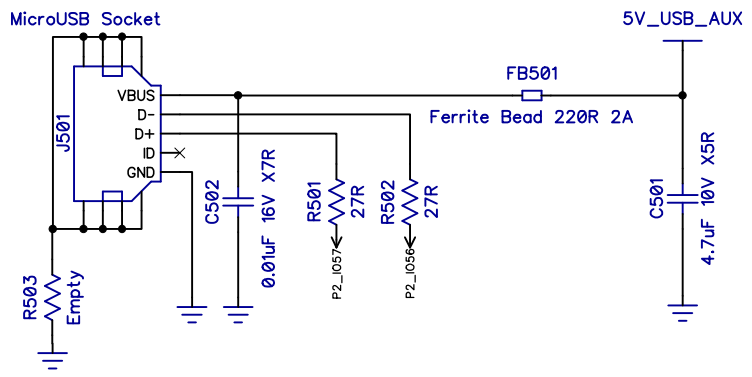 MicroUSB Socket
5V_USB_AUX
FB501
VBUS
D-
Ferrite Bead 220R 2A
D+
J501
ID
GND
C502
0.01uF 16V X7R
R501
27R
R502
27R
C501
4.7uF 10V X5R
P2_IO57
P2_IO56
R503
Empty